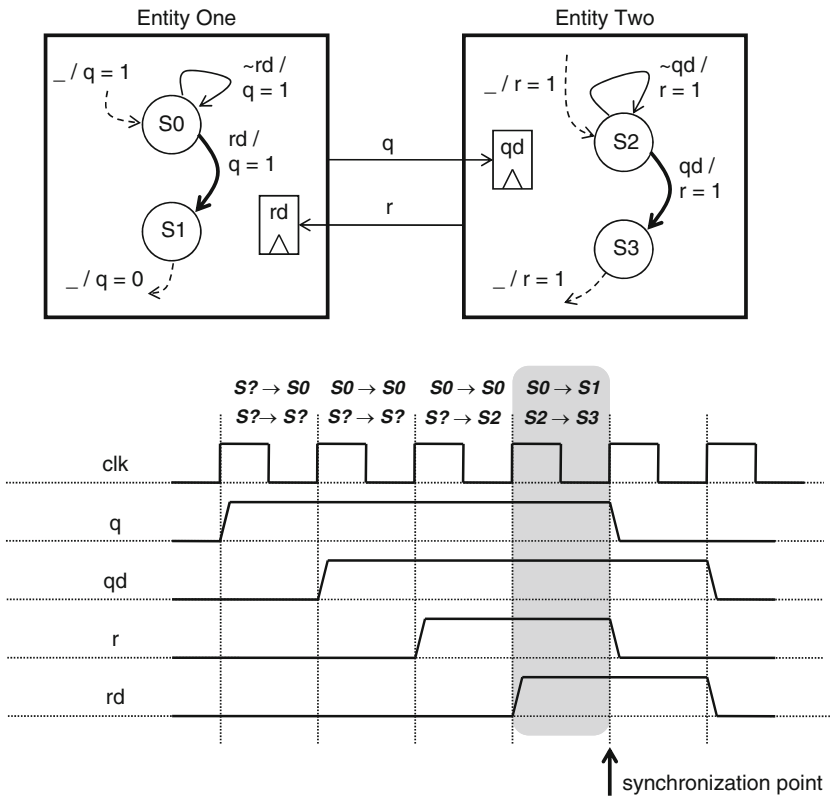 Entity One
Entity Two
_ / q = 1
~rd /
q = 1
S0
rd /
q = 1
S1
rd
_ / q = 0
q
r
_ / r = 1
~qd /
r = 1
qd
S2
qd /
r = 1
S3
_ / r = 1
S? → S0 S0 → S0 S0 → S0 S0 → S1
S? → S? S? → S? S? → S2 S2 → S3
clk
q
qd
r
rd
synchronization point